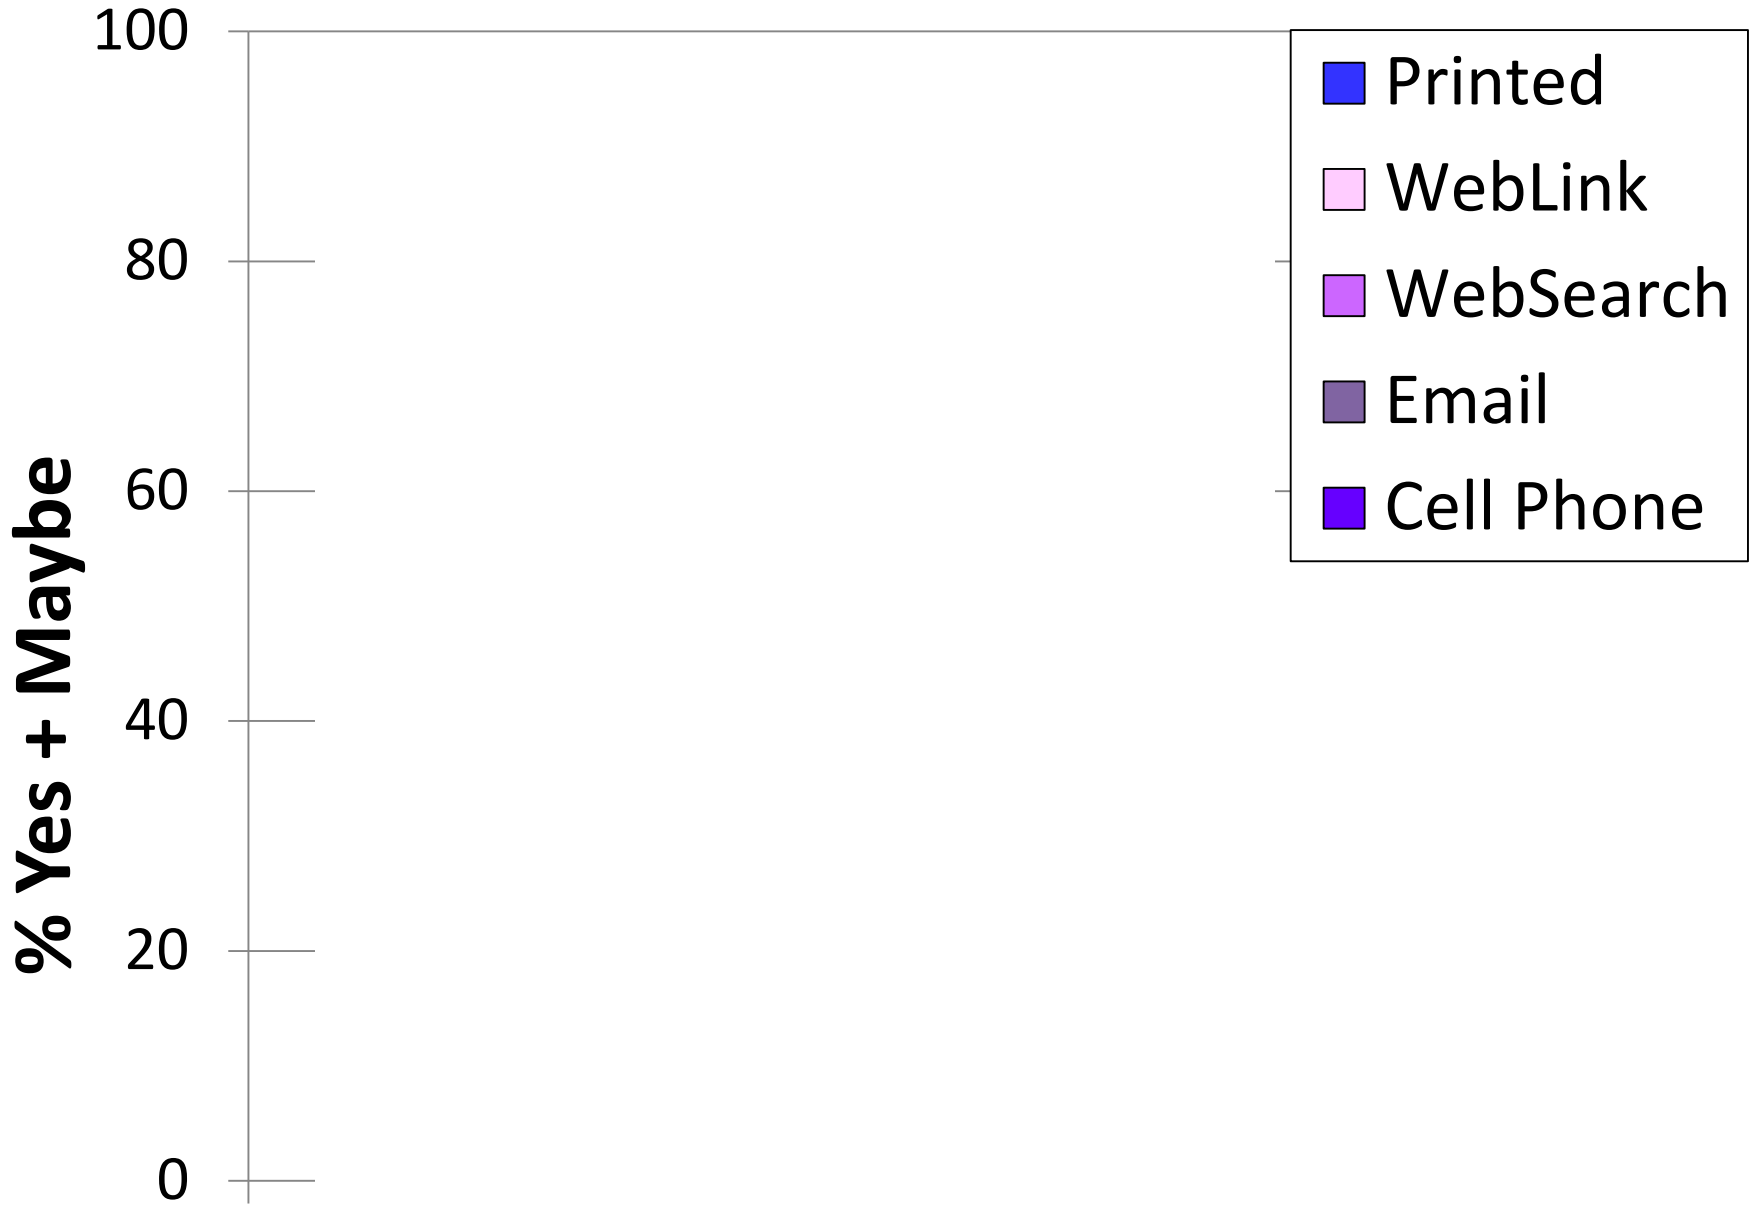 100
80
60
40
20
0
% Yes + Maybe
Printed
WebLink
WebSearch
Email
Cell Phone